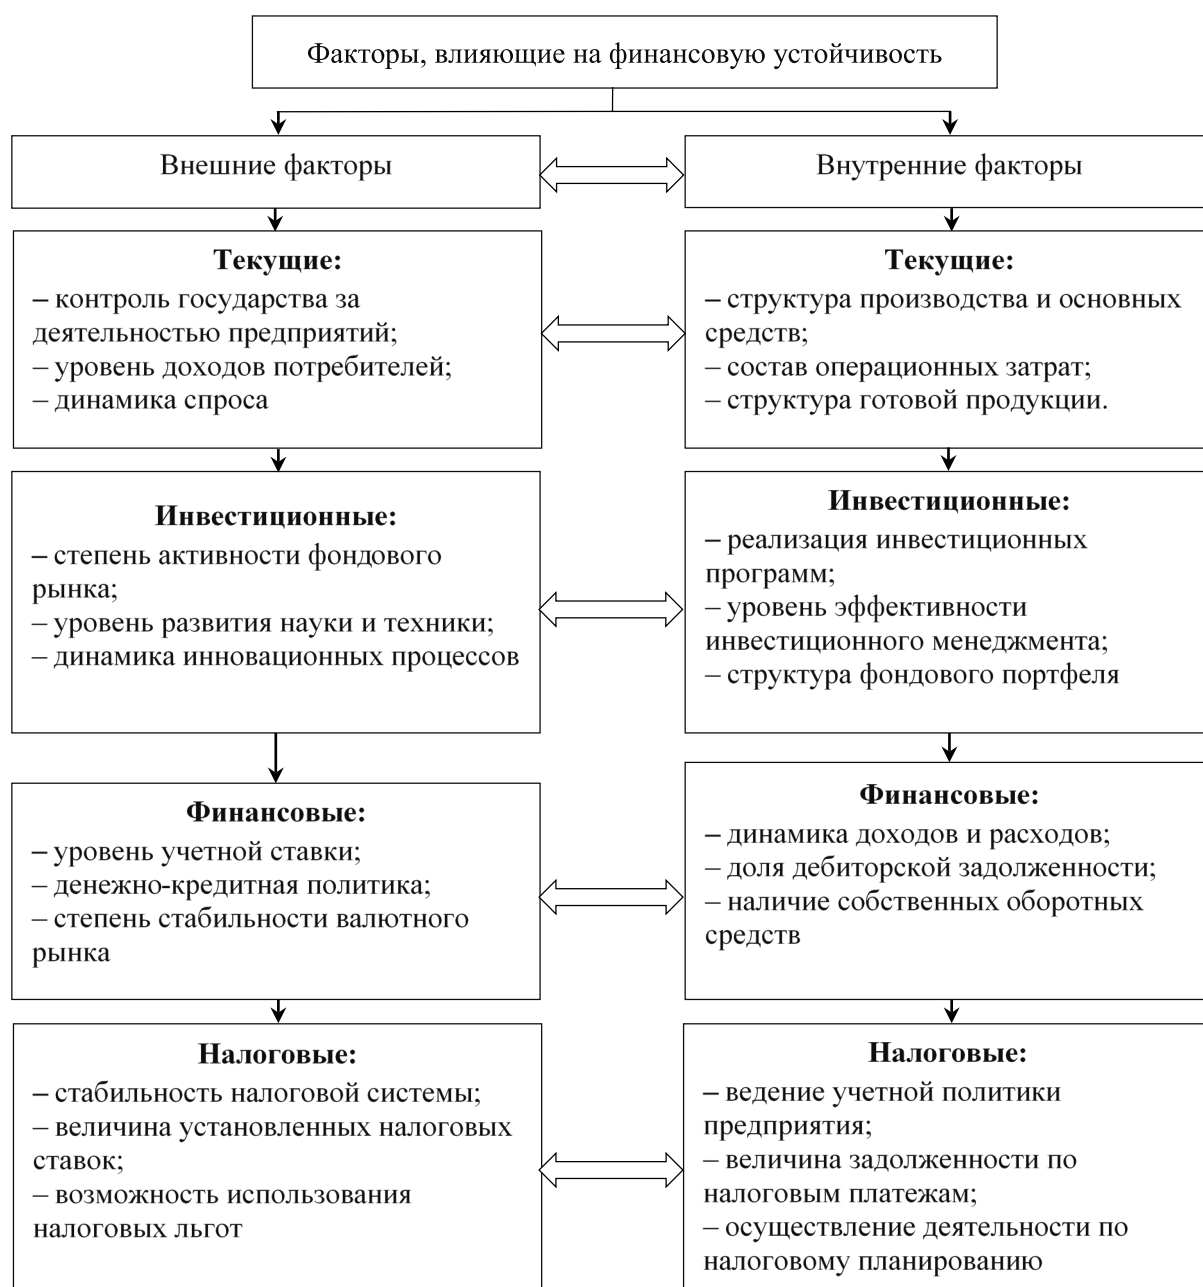 Факторы, влияющие на финансовую устойчивость
Внешние факторы
Внутренние факторы
Текущие:
– контроль государства за
деятельностью предприятий;
– уровень доходов потребителей;
– динамика спроса
Текущие:
– структура производства и основных
средств;
– состав операционных затрат;
– структура готовой продукции.
Инвестиционные:
– степень активности фондового
рынка;
– уровень развития науки и техники;
– динамика инновационных процессов
Инвестиционные:
– реализация инвестиционных
программ;
– уровень эффективности
инвестиционного менеджмента;
– структура фондового портфеля
Финансовые:
– уровень учетной ставки;
– денежно-кредитная политика;
– степень стабильности валютного
рынка
Финансовые:
– динамика доходов и расходов;
– доля дебиторской задолженности;
– наличие собственных оборотных
средств
Налоговые:
– стабильность налоговой системы;
– величина установленных налоговых
ставок;
– возможность использования
налоговых льгот
Налоговые:
– ведение учетной политики
предприятия;
– величина задолженности по
налоговым платежам;
– осуществление деятельности по
налоговому планированию